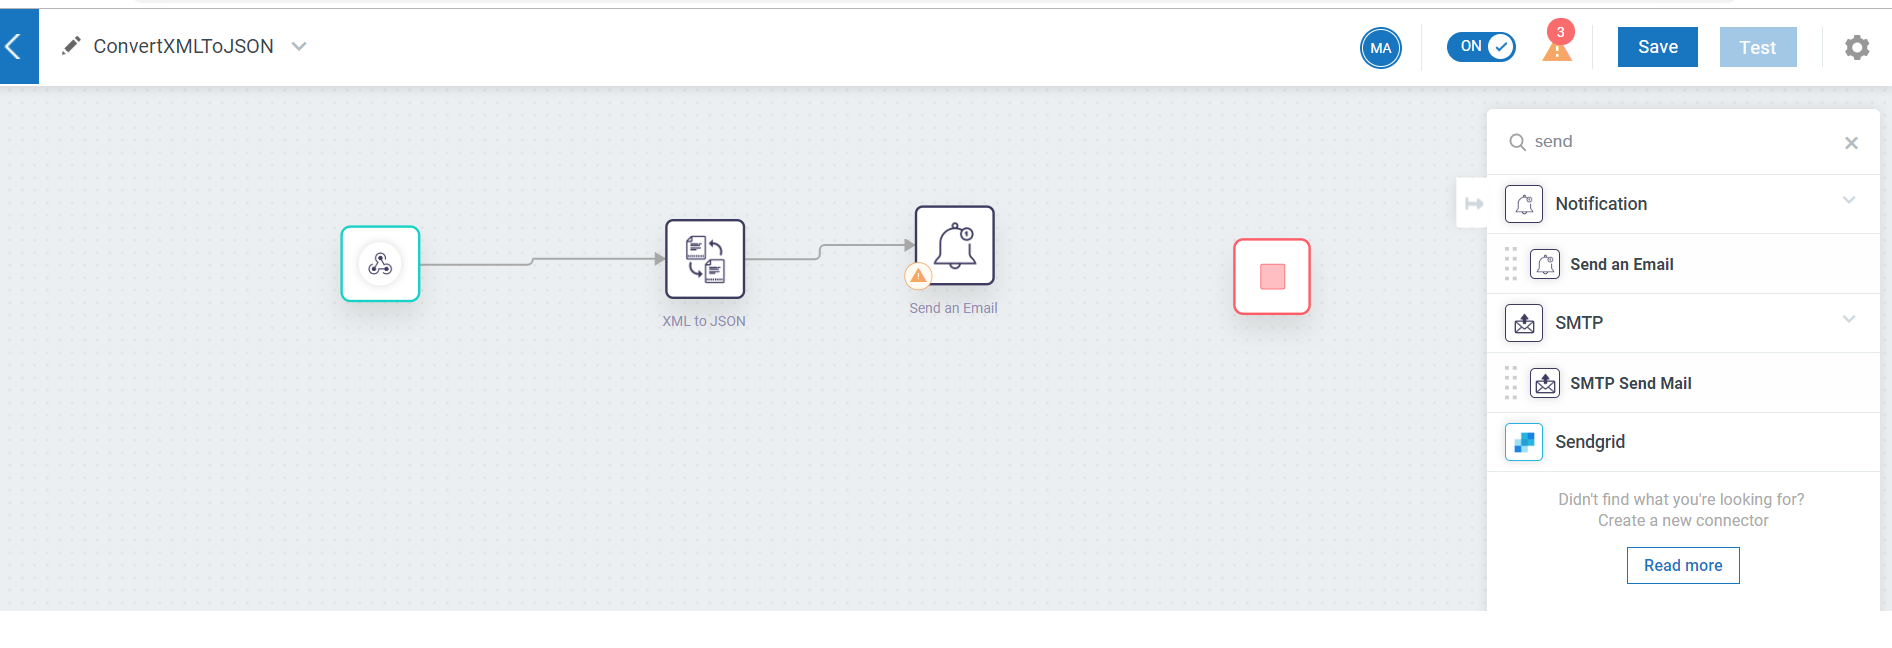 ConvertXMLToJSON
MA
ON
3
Save
Test
send
Notification
Send an Email
SMTP
SMTP Send Mail
Sendgrid
Didn't find what you're looking for?
Create a new connector
Read more
XML to JSON
1
Send an Email